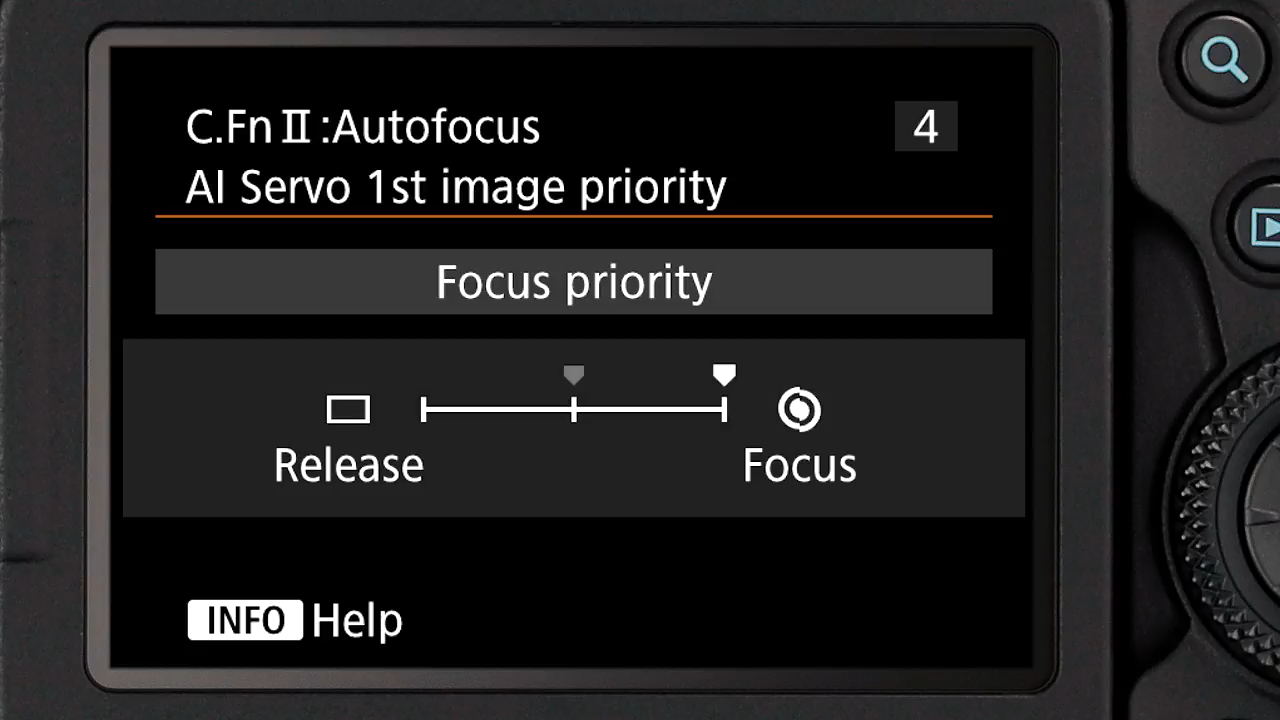 C.Fn II:Autofocus 4
AI Servo 1st image priority
Focus priority
Release Focus
INFO Help